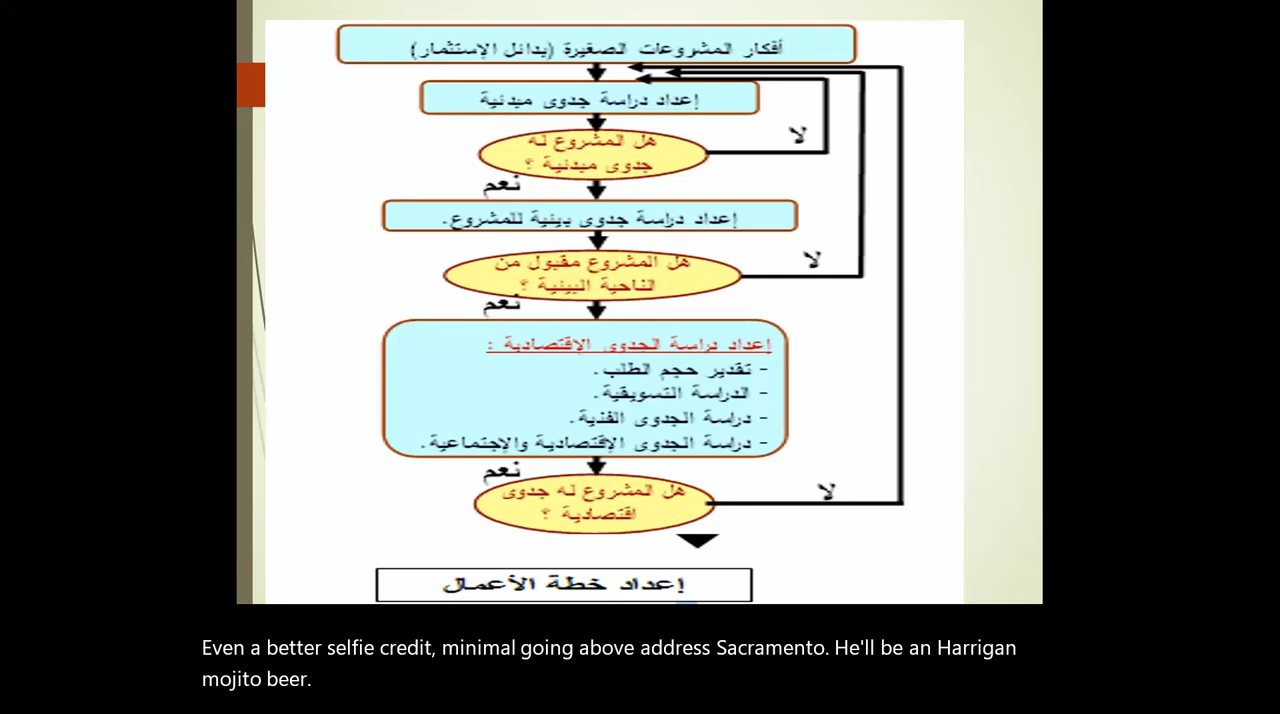 أفكار المشروعات الصغيرة (بدائل الإستثمار)
إعداد دراسة جدوى مبدئية
هل المشروع له
جدوى مبدئية ؟
لا
نعم
إعداد دراسة جدوى بيئية للمشروع.
هل المشروع مقبول من
الناحية البيئية ؟
لا
نعم
إعداد دراسة الجدوى الإقتصادية :
- تقدير حجم الطلب.
- الدراسة التسويقية.
- دراسة الجدوى الفنية.
- دراسة الجدوى الإقتصادية والإجتماعية.
نعم
هل المشروع له جدوى
اقتصادية ؟
لا
إعداد خطة الأعمال
Even a better selfie credit, minimal going above address Sacramento. He'll be an Harrigan
mojito beer.